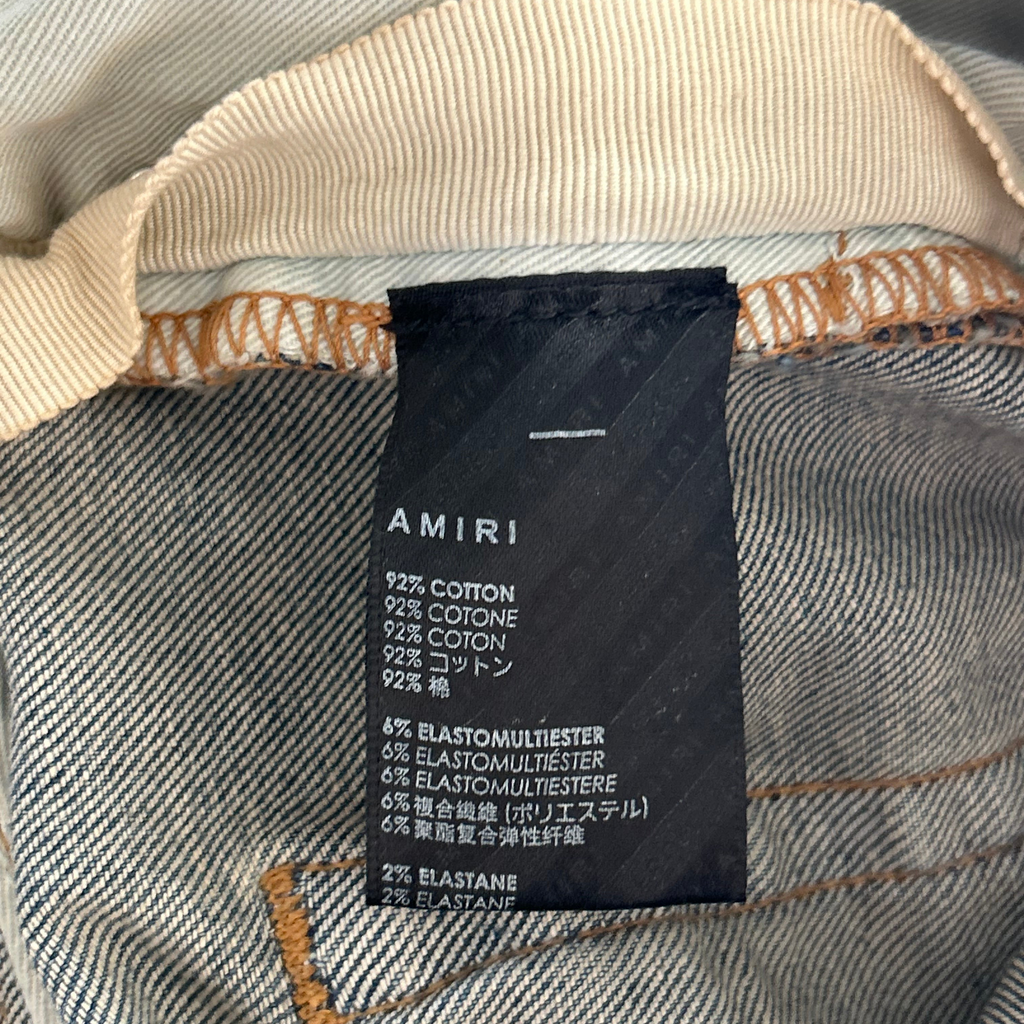 AMIRI
92% COTTON
92% COTONE
92% COTON
92% コットン
92% 棉
6% ELASTOMULTIESTER
6% ELASTOMULTIÉSTER
6% ELASTOMULTIESTERE
6% 複合繊維 (ポリエステル)
6% 聚酯复合弹性纤维
2% ELASTANE
2% ELASTANE